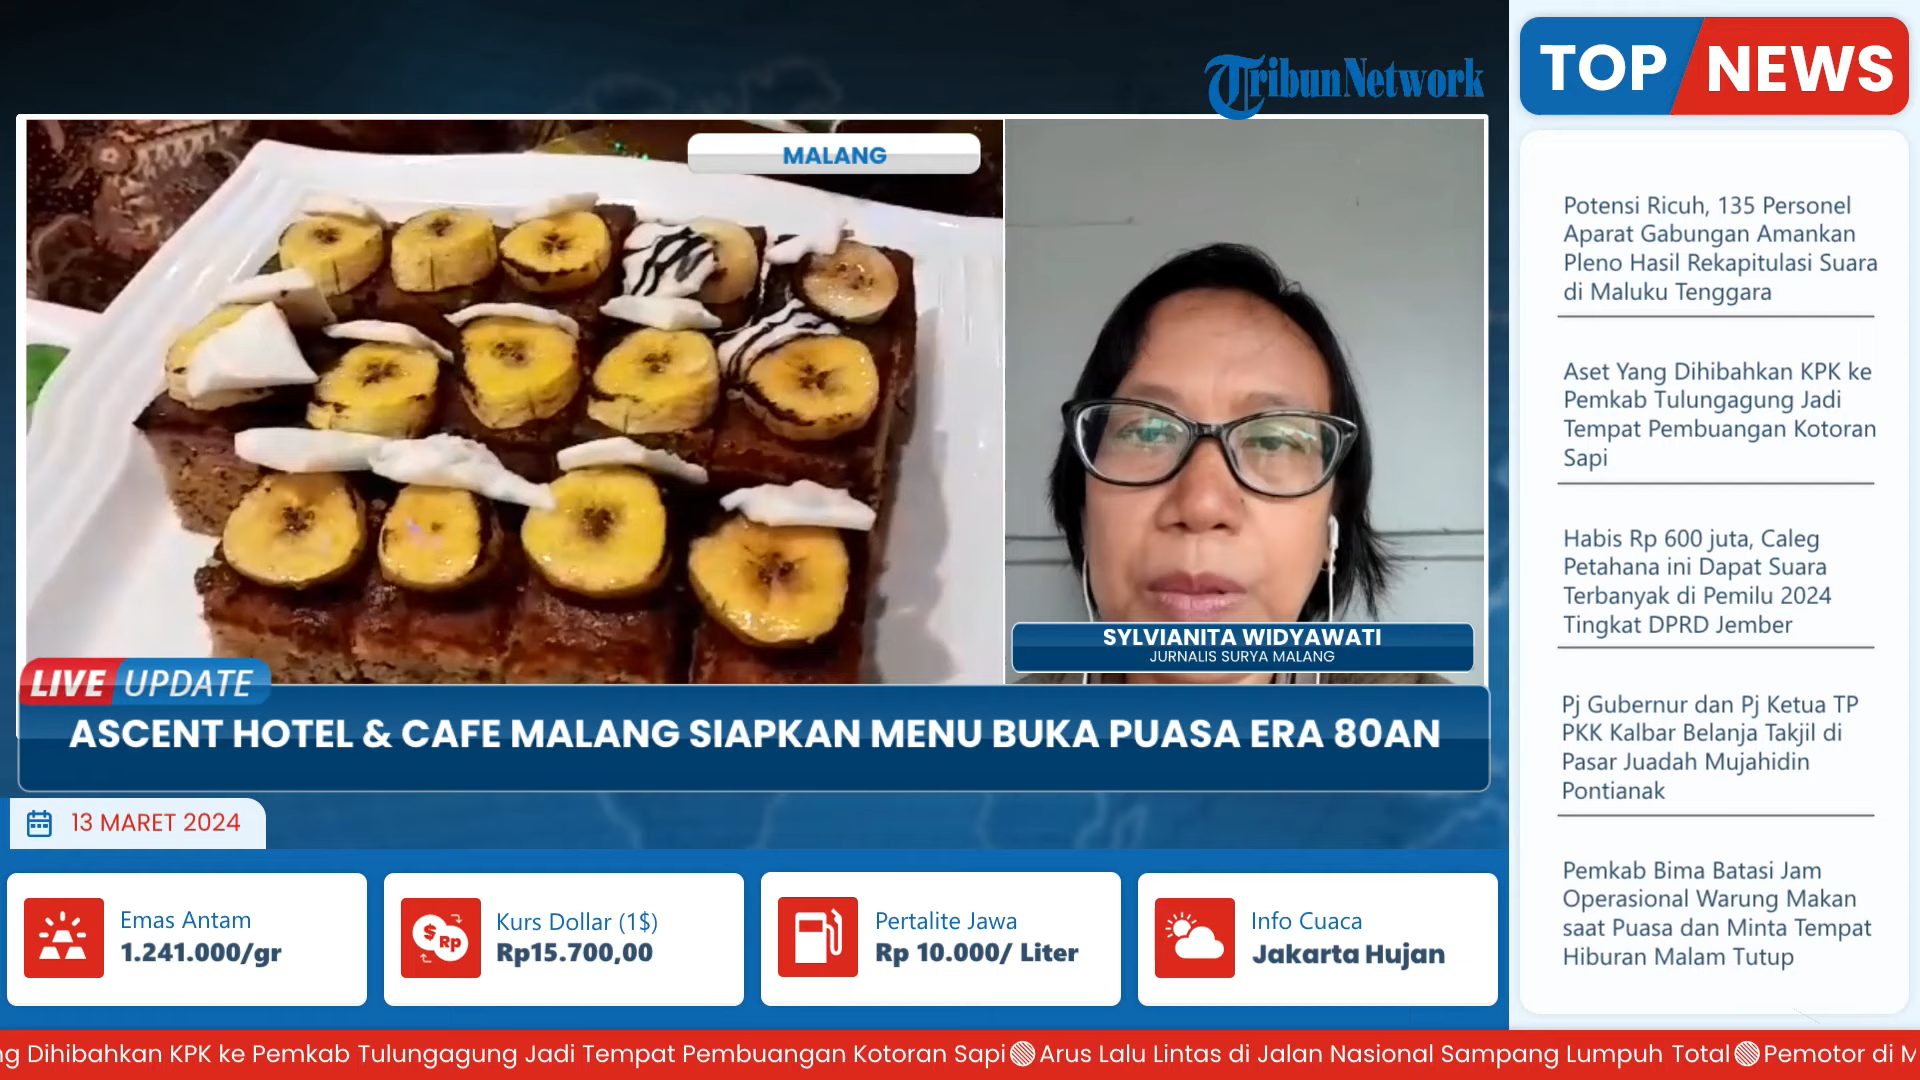 TribunNetwork
MALANG
SYLVIANITA WIDYAWATI
JURNALIS SURYA MALANG
LIVE UPDATE
ASCENT HOTEL & CAFE MALANG SIAPKAN MENU BUKA PUASA ERA 80AN
13 MARET 2024
Emas Antam
1.241.000/gr
Kurs Dollar (1$)
Rp15.700,00
Pertalite Jawa
Rp 10.000/ Liter
Info Cuaca
Jakarta Hujan
TOP NEWS
Potensi Ricuh, 135 Personel
Aparat Gabungan Amankan
Pleno Hasil Rekapitulasi Suara
di Maluku Tenggara
Aset Yang Dihibahkan KPK ke
Pemkab Tulungagung Jadi
Tempat Pembuangan Kotoran
Sapi
Habis Rp 600 juta, Caleg
Petahana ini Dapat Suara
Terbanyak di Pemilu 2024
Tingkat DPRD Jember
Pj Gubernur dan Pj Ketua TP
PKK Kalbar Belanja Takjil di
Pasar Juadah Mujahidin
Pontianak
Pemkab Bima Batasi Jam
Operasional Warung Makan
saat Puasa dan Minta Tempat
Hiburan Malam Tutup
ng Dihibahkan KPK ke Pemkab Tulungagung Jadi Tempat Pembuangan Kotoran Sapi Arus Lalu Lintas di Jalan Nasional Sampang Lumpuh Total Pemotor di M